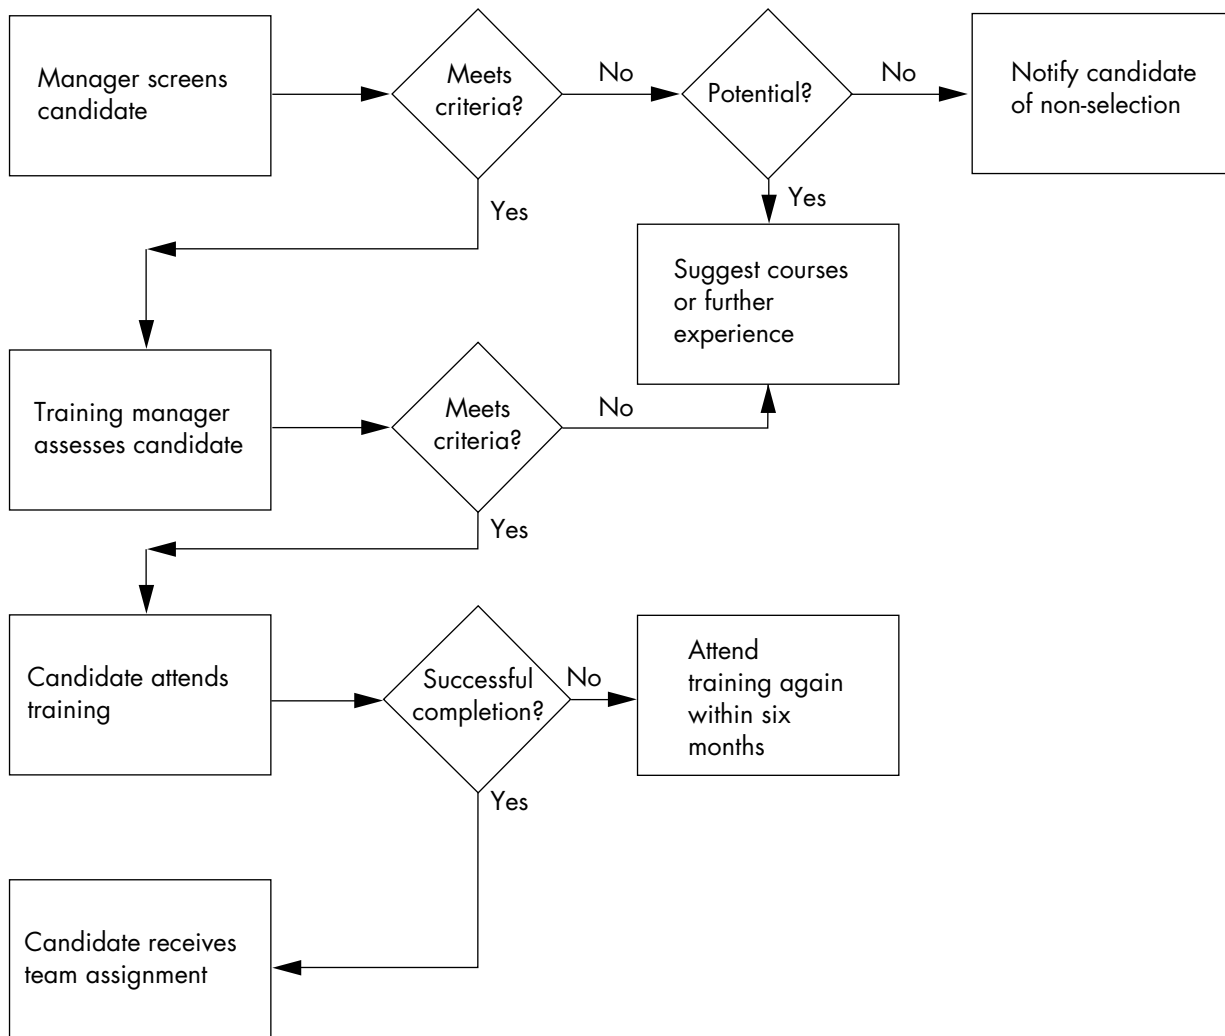 Manager screens
candidate
Meets
criteria?
No
Potential?
No
Notify candidate
of non-selection
Yes
Yes
Suggest courses
or further
experience
Training manager
assesses candidate
Meets
criteria?
No
Yes
Candidate attends
training
Successful
completion?
No
Attend
training again
within six
months
Yes
Candidate receives
team assignment